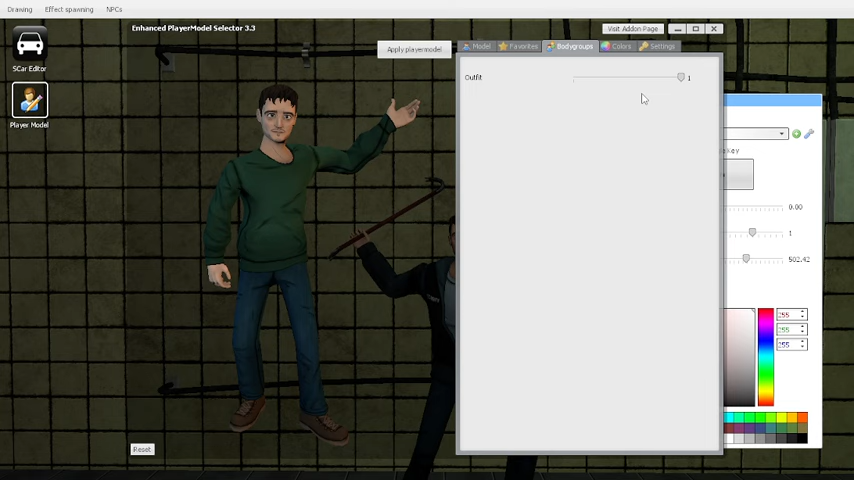 Drawing Effect spawning NPCs
Enhanced PlayerModel Selector 3.3
Visit Addon Page
SCar Editor
Player Model
Apply playermodel
Model Favorites Bodygroups Colors Settings
Outfit 1
0.00
1
502.42
255
255
255
Reset